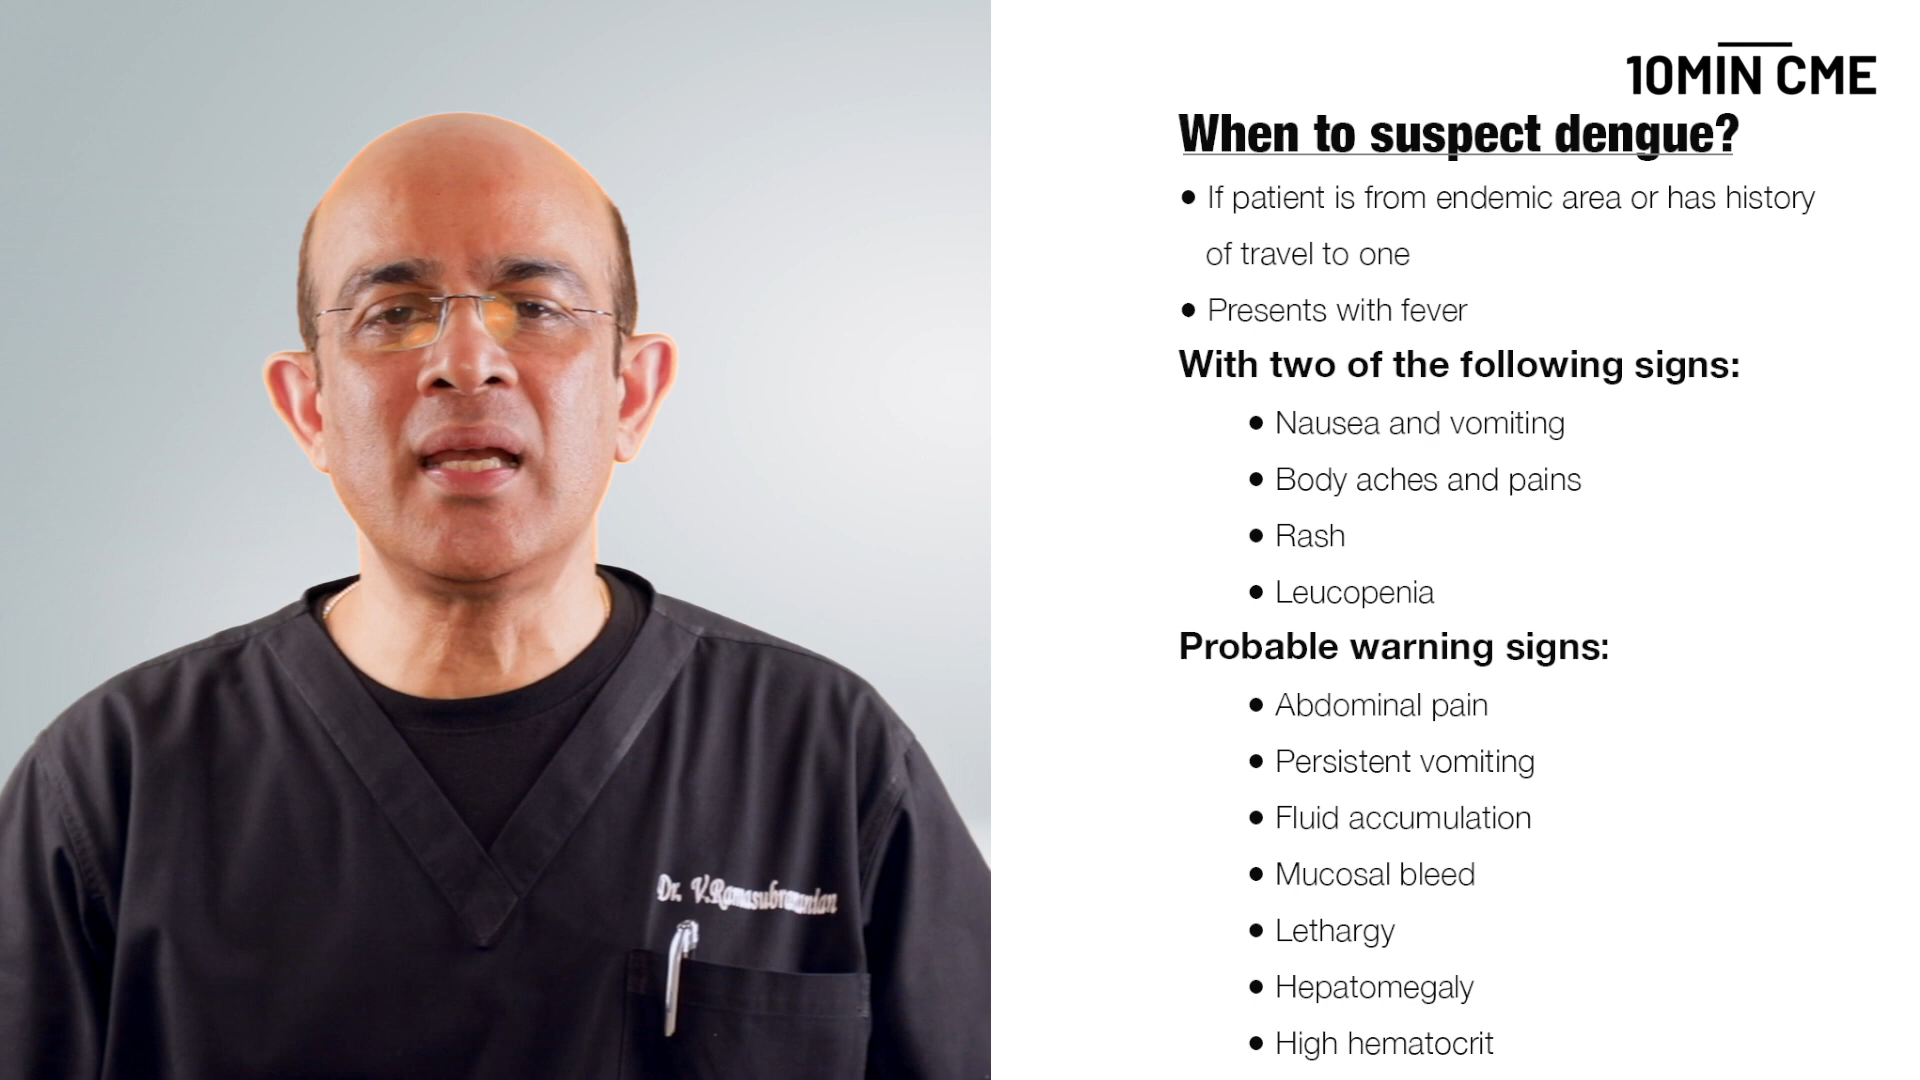 10MIN CME
When to suspect dengue?
• If patient is from endemic area or has history
of travel to one
• Presents with fever
With two of the following signs:
• Nausea and vomiting
• Body aches and pains
• Rash
• Leucopenia
Probable warning signs:
• Abdominal pain
• Persistent vomiting
• Fluid accumulation
• Mucosal bleed
• Lethargy
• Hepatomegaly
• High hematocrit
Dr. V.Ramasubramanian